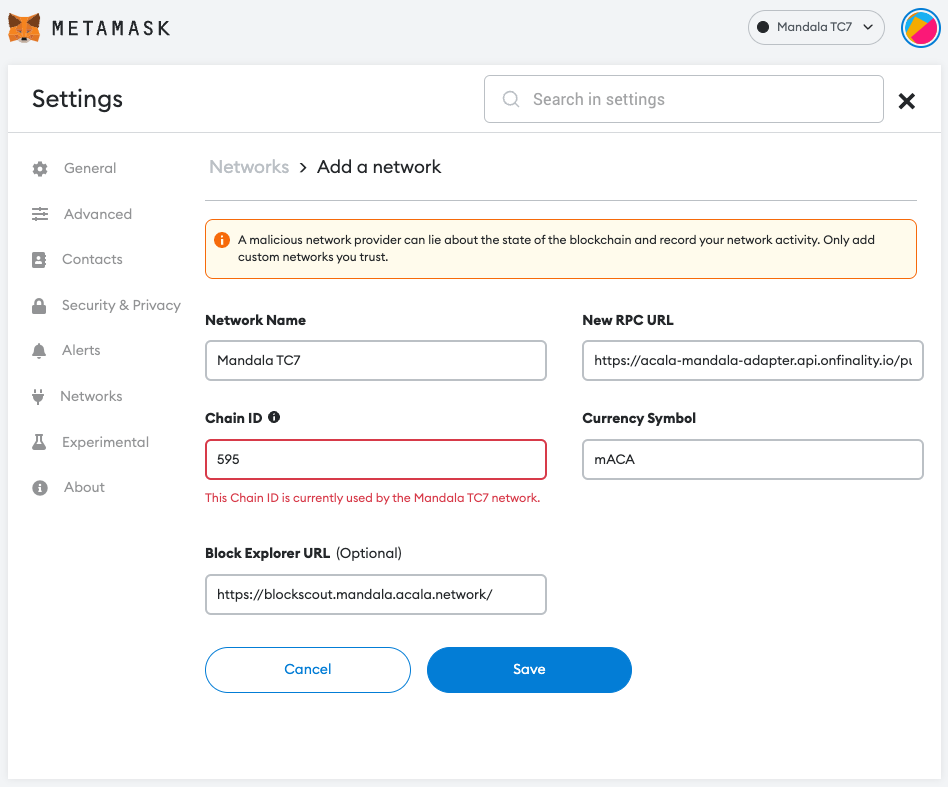 METAMASK
Mandala TC7
Settings
Search in settings
General
Advanced
Contacts
Security & Privacy
Alerts
Networks
Experimental
About
Networks > Add a network
A malicious network provider can lie about the state of the blockchain and record your network activity. Only add
custom networks you trust.
Network Name
Mandala TC7
New RPC URL
https://acala-mandala-adapter.api.onfinality.io/pu
Chain ID
595
This Chain ID is currently used by the Mandala TC7 network.
Currency Symbol
mACA
Block Explorer URL (Optional)
https://blockscout.mandala.acala.network/
Cancel
Save